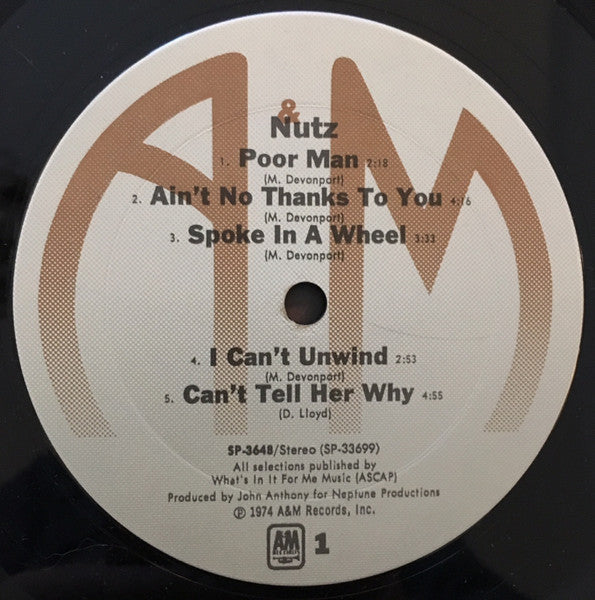 A&M
Nutz
1. Poor Man 2:18
(M. Devonport)
2. Ain't No Thanks To You 4:16
(M. Devonport)
3. Spoke In A Wheel 3:33
(M. Devonport)
4. I Can't Unwind 2:53
(M. Devonport)
5. Can't Tell Her Why 4:55
(D. Lloyd)
SP-3648/Stereo (SP-33699)
All selections published by
What's In It For Me Music (ASCAP)
Produced by John Anthony for Neptune Productions
℗ 1974 A&M Records, Inc.
AM 1
RECORDS